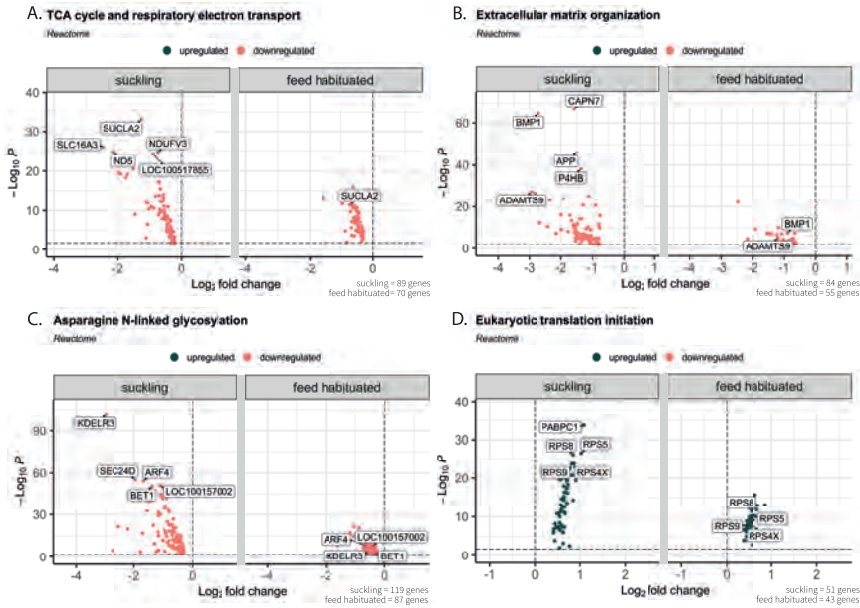 A. TCA cycle and respiratory electron transport
Reactome
upregulated downregulated
suckling feed habituated
− Log10 P
40
30
20
10
0
SUCLA2
SLC16A3
NDUFV3
ND5
LOC100517855
SUCLA2
−4 −2 0 −4 −2 0
Log2 fold change
suckling = 89 genes
feed habituated = 70 genes
B. Extracellular matrix organization
Reactome
upregulated downregulated
suckling feed habituated
− Log10 P
60
40
20
0
CAPN7
BMP1
APP
P4HB
ADAMTS9
BMP1
ADAMTS9
−4 −3 −2 −1 0 1 −4 −3 −2 −1 0 1
Log2 fold change
suckling = 84 genes
feed habituated = 55 genes
C. Asparagine N-linked glycosylation
Reactome
upregulated downregulated
suckling feed habituated
−Log10 P
90
60
30
0
KDELR3
SEC24D
ARF4
BET1
LOC100157002
ARF4
LOC100157002
KDELR3
BET1
−4 −2 0 −4 −2 0
Log2 fold change
suckling = 119 genes
feed habituated = 87 genes
D. Eukaryotic translation initiation
Reactome
upregulated downregulated
suckling feed habituated
− Log10 P
40
30
20
10
0
PABPC1
RPS8
RPS5
RPS9
RPS4X
RPS8
RPS5
RPS9
RPS4X
−1 0 1 2 −1 0 1 2
Log2 fold change
suckling = 51 genes
feed habituated = 43 genes